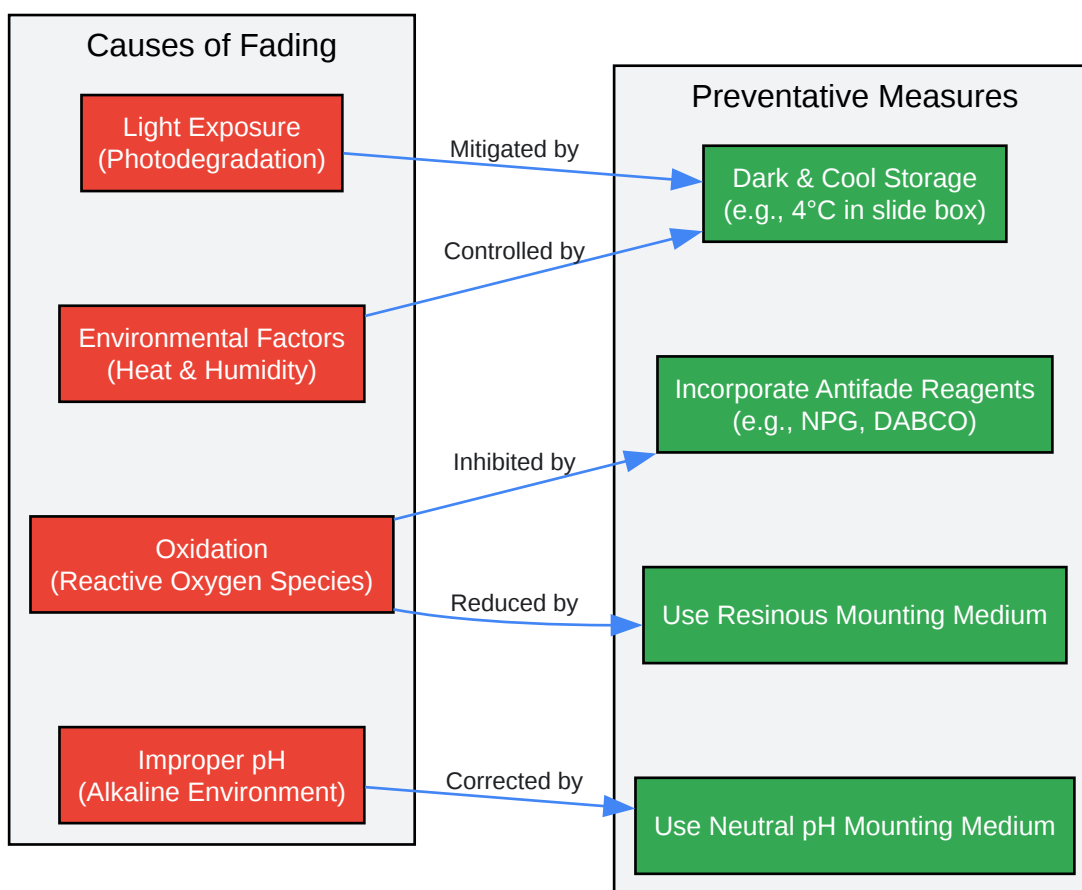 Causes of Fading
Light Exposure
(Photodegradation)
Environmental Factors
(Heat & Humidity)
Oxidation
(Reactive Oxygen Species)
Improper pH
(Alkaline Environment)
Mitigated by
Controlled by
Inhibited by
Reduced by
Corrected by
Preventative Measures
Dark & Cool Storage
(e.g., 4°C in slide box)
Incorporate Antifade Reagents
(e.g., NPG, DABCO)
Use Resinous Mounting Medium
Use Neutral pH Mounting Medium